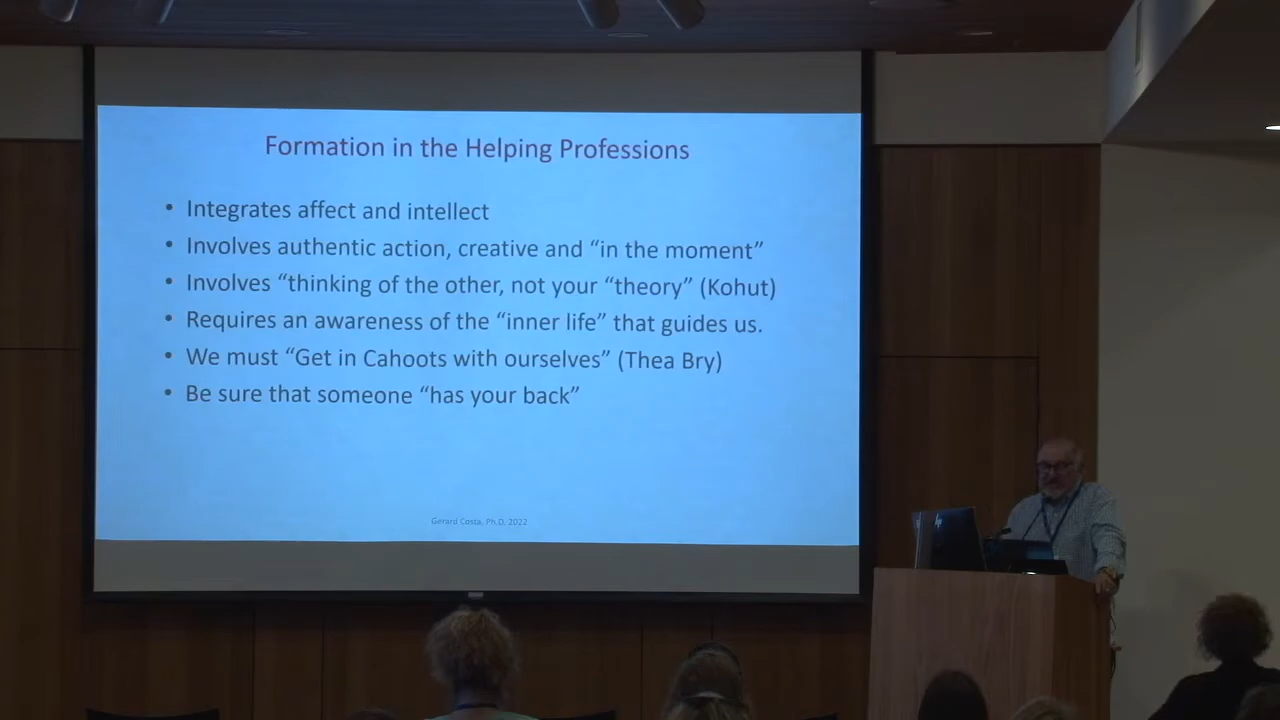 Formation in the Helping Professions
• Integrates affect and intellect
• Involves authentic action, creative and “in the moment”
• Involves “thinking of the other, not your “theory” (Kohut)
• Requires an awareness of the “inner life” that guides us.
• We must “Get in Cahoots with ourselves” (Thea Bry)
• Be sure that someone “has your back”
Gerard Costa, Ph.D. 2022